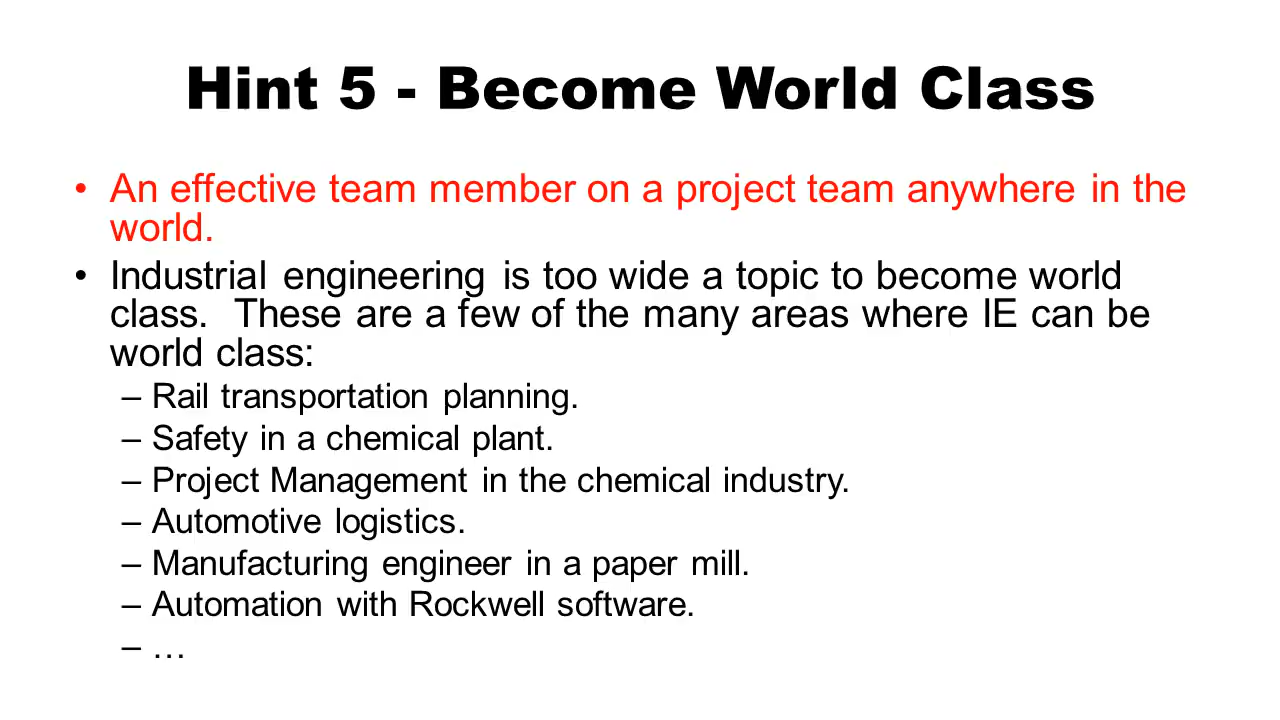 Hint 5 - Become World Class
• An effective team member on a project team anywhere in the
world.
• Industrial engineering is too wide a topic to become world
class.  These are a few of the many areas where IE can be
world class:
– Rail transportation planning.
– Safety in a chemical plant.
– Project Management in the chemical industry.
– Automotive logistics.
– Manufacturing engineer in a paper mill.
– Automation with Rockwell software.
– …